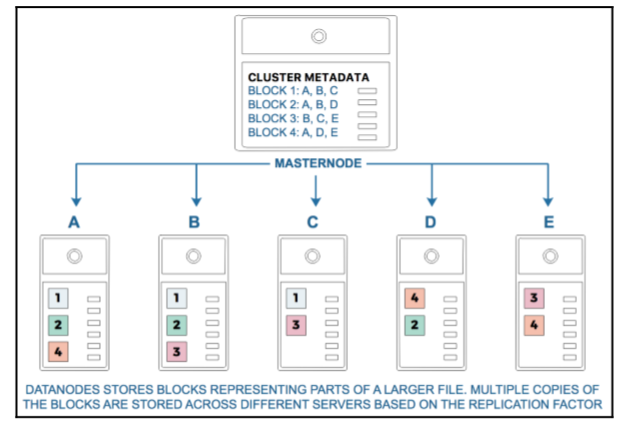 CLUSTER METADATA
BLOCK 1: A, B, C
BLOCK 2: A, B, D
BLOCK 3: B, C, E
BLOCK 4: A, D, E
MASTERNODE
A B C D E
1 1 1 4 3
2 2 3 2 4
4 3
DATANODES STORES BLOCKS REPRESENTING PARTS OF A LARGER FILE. MULTIPLE COPIES OF
THE BLOCKS ARE STORED ACROSS DIFFERENT SERVERS BASED ON THE REPLICATION FACTOR